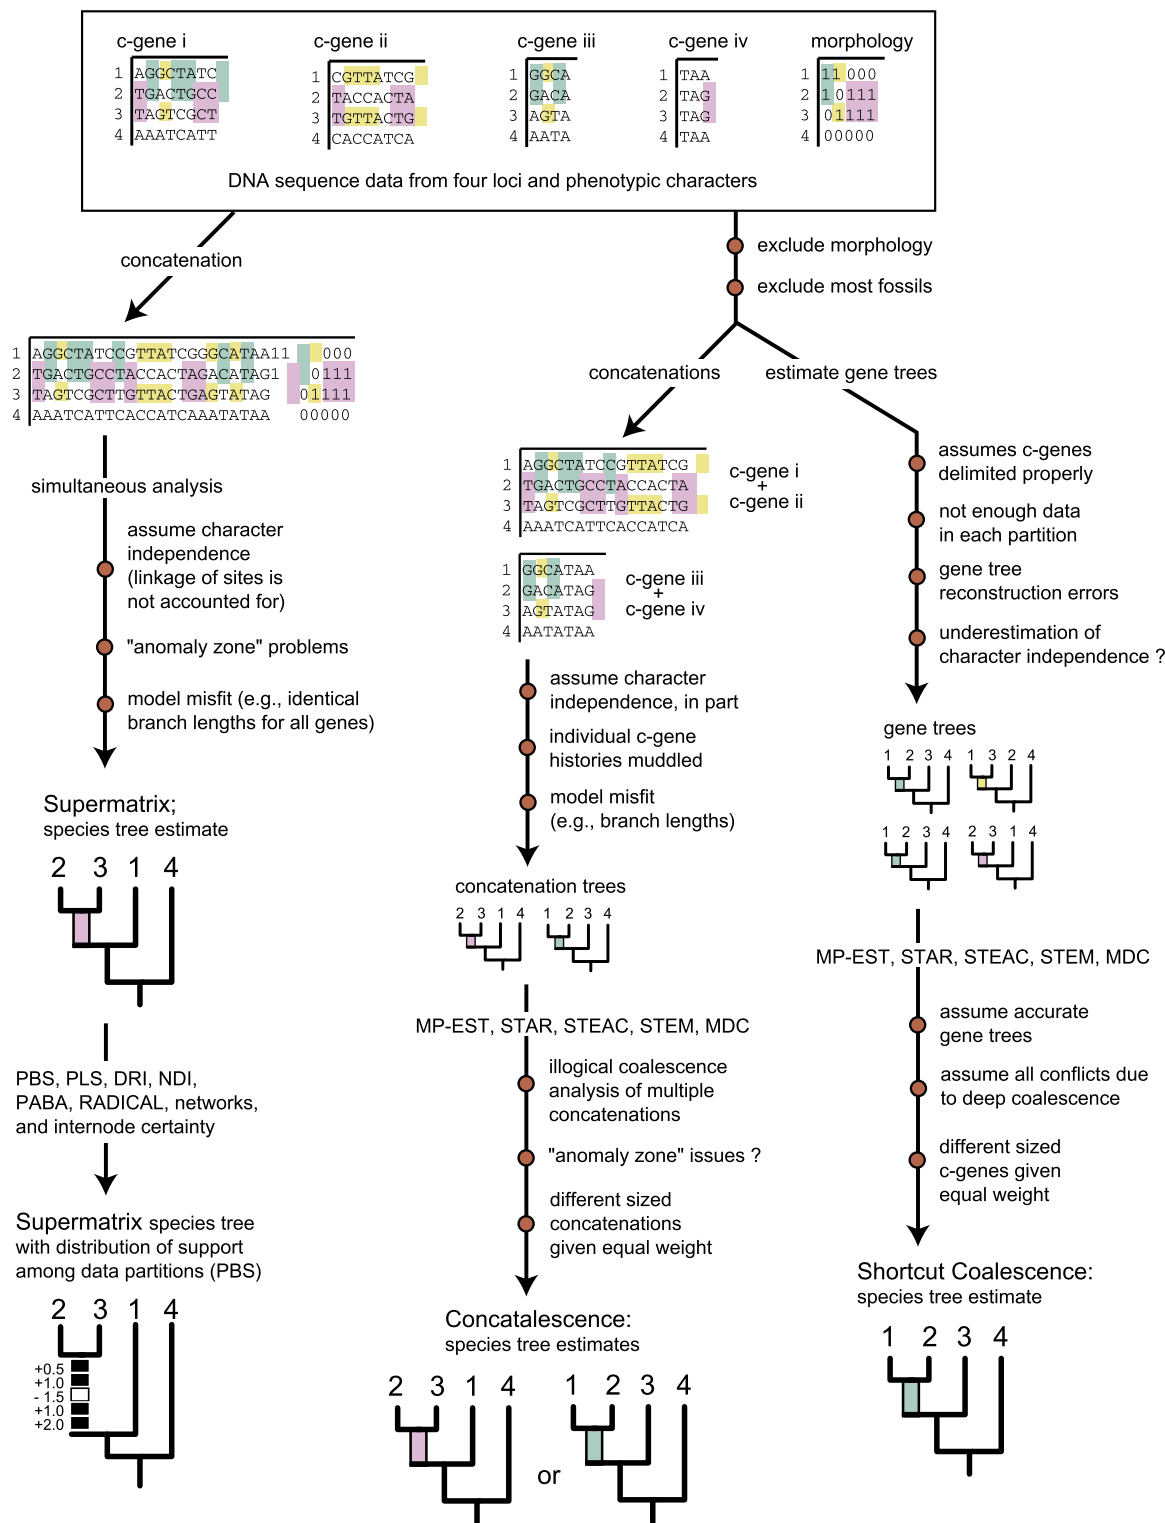 c-gene i
1 AGGCTATC
2 TGACTGCC
3 TAGTCGCT
4 AAATCATT
c-gene ii
1 CGTTATCG
2 TACCACTA
3 TGTTACTG
4 CACCATCA
c-gene iii
1 GGCA
2 GACA
3 AGTA
4 AATA
c-gene iv
1 TAA
2 TAG
3 TAG
4 TAA
morphology
1 11000
2 10111
3 01111
4 00000
DNA sequence data from four loci and phenotypic characters
concatenation
1 AGGCTATCCGTTATCGGGCATAA11 000
2 TGACTGCCTACCACTAGACATAG1 0111
3 TAGTCGCTTGTTACTGAGTATAG 01111
4 AAATCATTCACCATCAAATATAA 00000
simultaneous analysis
assume character
independence
(linkage of sites is
not accounted for)
"anomaly zone" problems
model misfit (e.g., identical
branch lengths for all genes)
Supermatrix;
species tree estimate
2 3 1 4
PBS, PLS, DRI, NDI,
PABA, RADICAL, networks,
and internode certainty
Supermatrix species tree
with distribution of support
among data partitions (PBS)
2 3 1 4
+0.5
+1.0
- 1.5
+1.0
+2.0
exclude morphology
exclude most fossils
concatenations
1 AGGCTATCCGTTATCG
2 TGACTGCCTACCACTA
3 TAGTCGCTTGTTACTG
4 AAATCATTCACCATCA
c-gene i
+
c-gene ii
1 GGCATAA
2 GACATAG
3 AGTATAG
4 AATATAA
c-gene iii
+
c-gene iv
assume character
independence, in part
individual c-gene
histories muddled
model misfit
(e.g., branch lengths)
concatenation trees
2 3 1 4
1 2 3 4
MP-EST, STAR, STEAC, STEM, MDC
illogical coalescence
analysis of multiple
concatenations
"anomaly zone" issues ?
different sized
concatenations
given equal weight
Concatalescence:
species tree estimates
2 3 1 4
or
1 2 3 4
estimate gene trees
assumes c-genes
delimited properly
not enough data
in each partition
gene tree
reconstruction errors
underestimation of
character independence ?
gene trees
1 2 3 4
1 3 2 4
1 2 3 4
2 3 1 4
MP-EST, STAR, STEAC, STEM, MDC
assume accurate
gene trees
assume all conflicts due
to deep coalescence
different sized
c-genes given
equal weight
Shortcut Coalescence:
species tree estimate
1 2 3 4